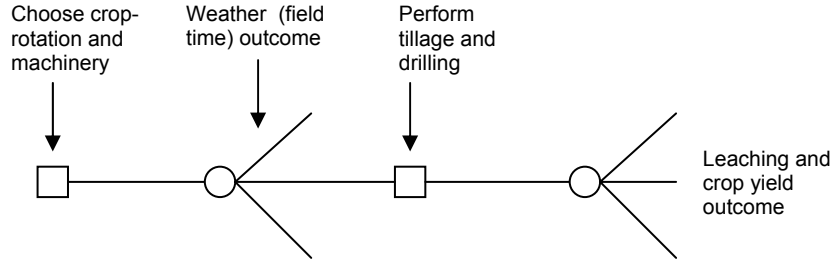 Choose crop-
rotation and
machinery
Weather (field
time) outcome
Perform
tillage and
drilling
Leaching and
crop yield
outcome